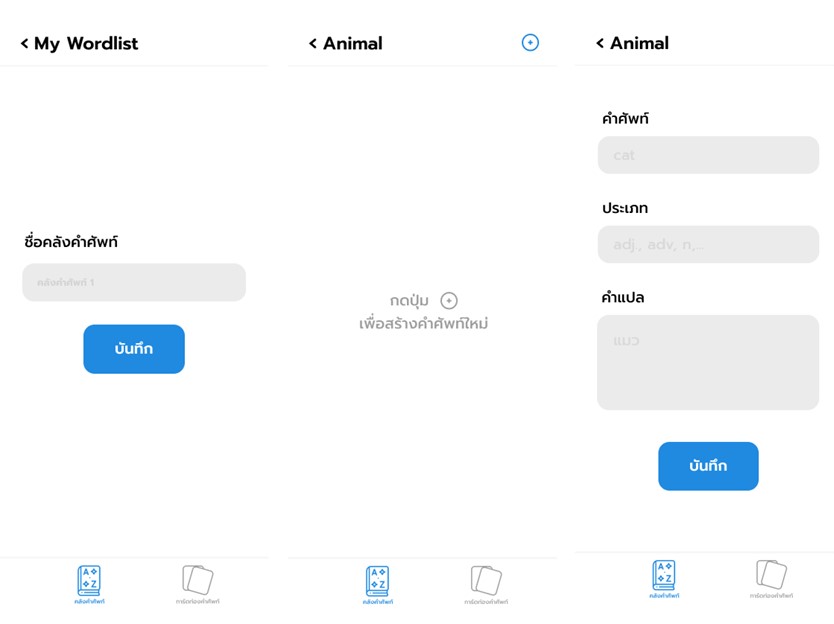 < My Wordlist
ชื่อคลังคำศัพท์
คลังคำศัพท์ 1
บันทึก
A
Z
คลังคำศัพท์
การ์ดท่องคำศัพท์
< Animal
กดปุ่ม
เพื่อสร้างคำศัพท์ใหม่
A
Z
คลังคำศัพท์
การ์ดท่องคำศัพท์
< Animal
คำศัพท์
cat
ประเภท
adj., adv, n,...
คำแปล
แมว
บันทึก
A
Z
คลังคำศัพท์
การ์ดท่องคำศัพท์